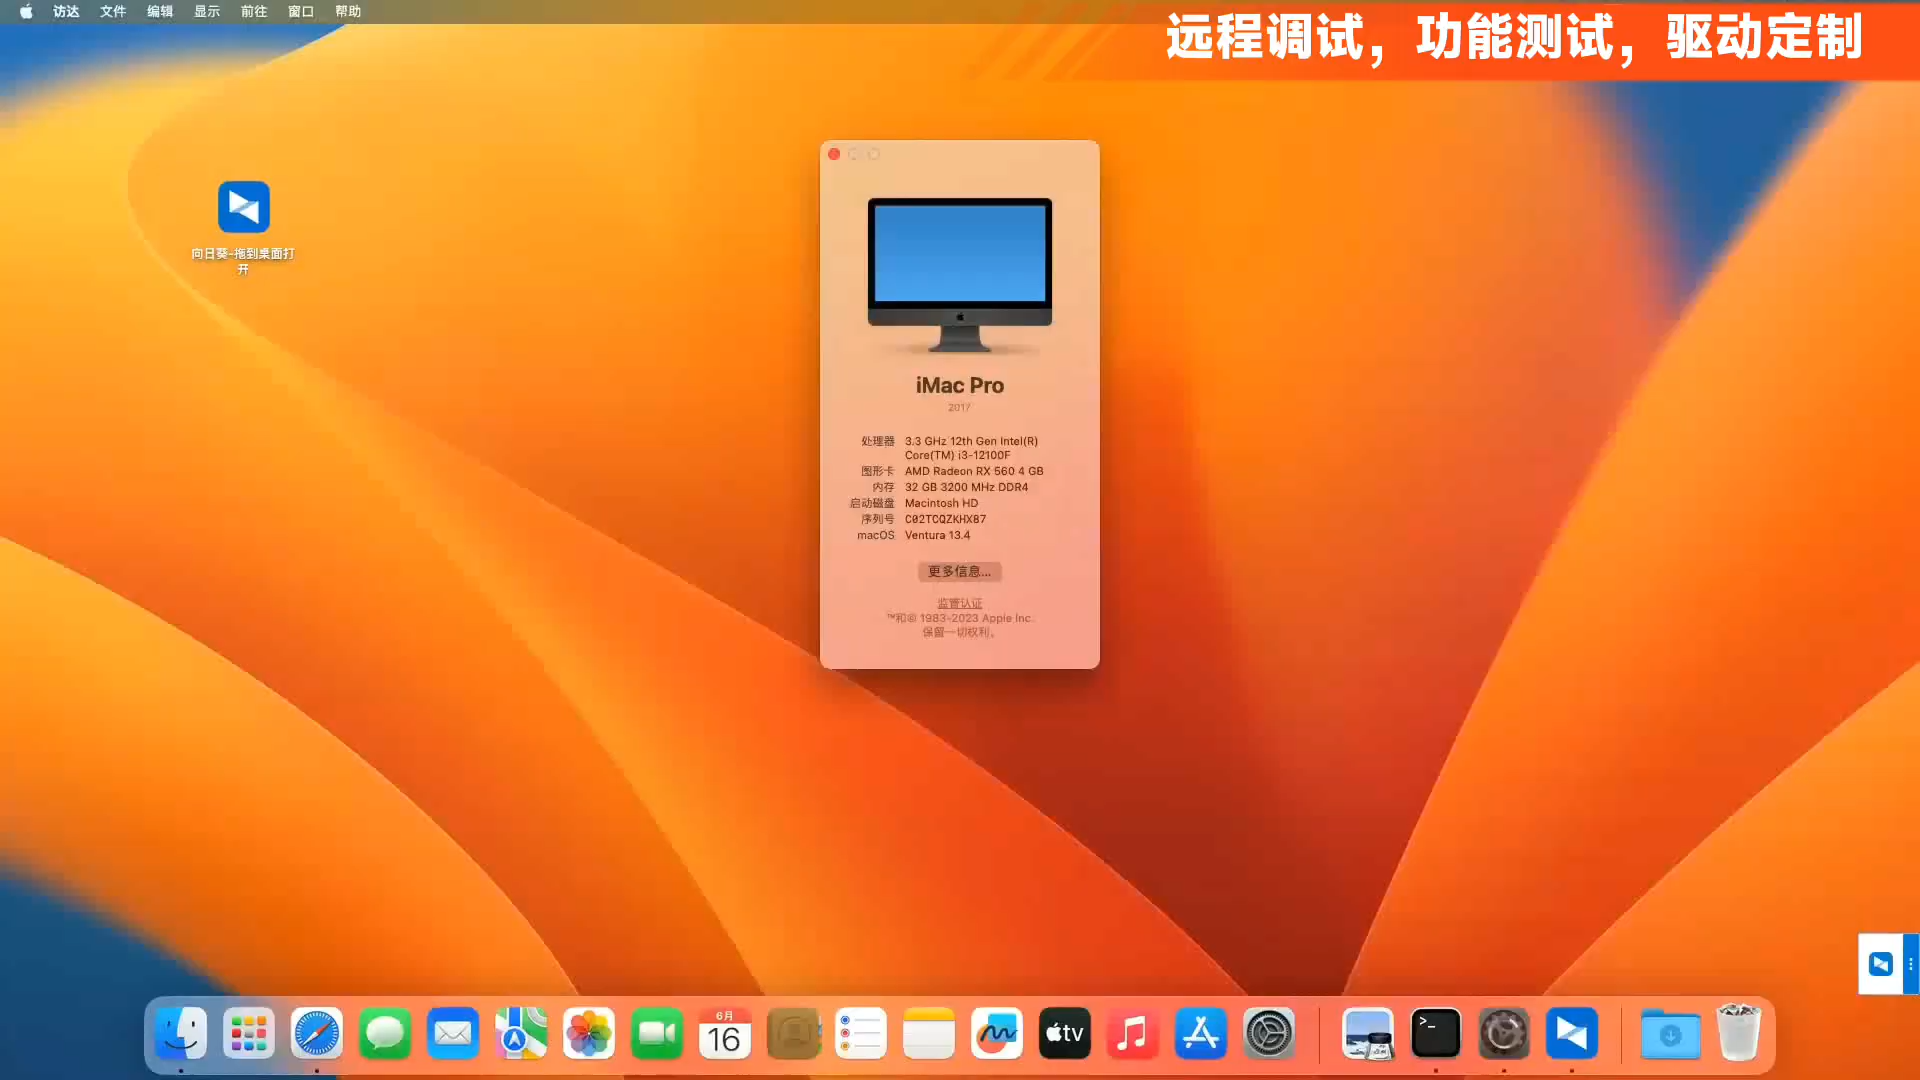 访达 文件 编辑 显示 前往 窗口 帮助
远程调试，功能测试，驱动定制
向日葵-拖到桌面打
开
iMac Pro
2017
处理器 3.3 GHz 12th Gen Intel(R)
Core(TM) i3-12100F
图形卡 AMD Radeon RX 560 4 GB
内存 32 GB 3200 MHz DDR4
启动磁盘 Macintosh HD
序列号 C02TCQZKHX87
macOS Ventura 13.4
更多信息...
监管认证
™和© 1983-2023 Apple Inc.
保留一切权利。
6月
16
tv
>_